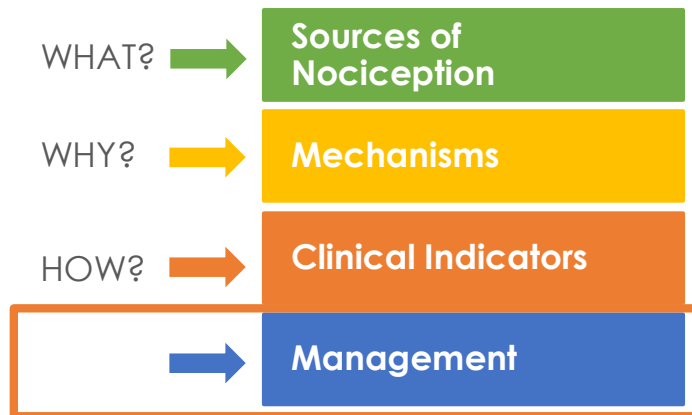 WHAT?
Sources of
Nociception
WHY?
Mechanisms
HOW?
Clinical Indicators
Management